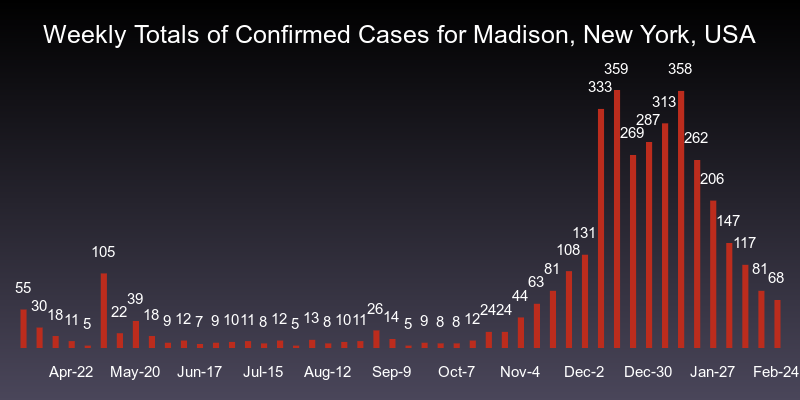 Weekly Totals of Confirmed Cases for Madison, New York, USA
55 30 18 11 5 105 22 39 18 9 12 7 9 10 11 8 12 5 13 8 10 11 26 14 5 9 8 8 12 24 24 44 63 81 108 131 333 359 269 287 313 358 262 206 147 117 81 68
Apr-22 May-20 Jun-17 Jul-15 Aug-12 Sep-9 Oct-7 Nov-4 Dec-2 Dec-30 Jan-27 Feb-24